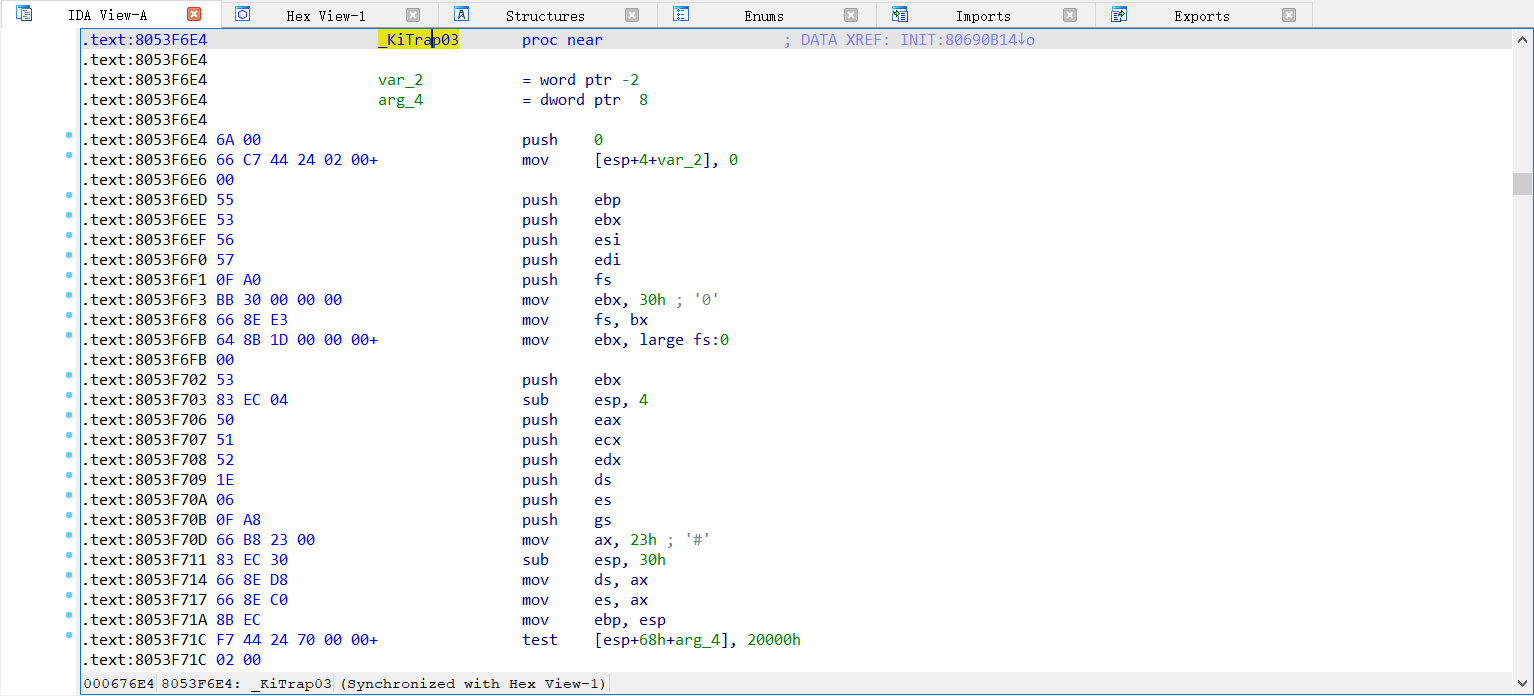 IDA View-A Hex View-1 Structures Enums Imports Exports
.text:8053F6E4 _KiTrap03 proc near ; DATA XREF: INIT:80690B14↓o
.text:8053F6E4
.text:8053F6E4 var_2 = word ptr -2
.text:8053F6E4 arg_4 = dword ptr 8
.text:8053F6E4
.text:8053F6E4 6A 00 push 0
.text:8053F6E6 66 C7 44 24 02 00+ mov [esp+4+var_2], 0
.text:8053F6E6 00
.text:8053F6ED 55 push ebp
.text:8053F6EE 53 push ebx
.text:8053F6EF 56 push esi
.text:8053F6F0 57 push edi
.text:8053F6F1 0F A0 push fs
.text:8053F6F3 BB 30 00 00 00 mov ebx, 30h ; '0'
.text:8053F6F8 66 8E E3 mov fs, bx
.text:8053F6FB 64 8B 1D 00 00 00+ mov ebx, large fs:0
.text:8053F6FB 00
.text:8053F702 53 push ebx
.text:8053F703 83 EC 04 sub esp, 4
.text:8053F706 50 push eax
.text:8053F707 51 push ecx
.text:8053F708 52 push edx
.text:8053F709 1E push ds
.text:8053F70A 06 push es
.text:8053F70B 0F A8 push gs
.text:8053F70D 66 B8 23 00 mov ax, 23h ; '#'
.text:8053F711 83 EC 30 sub esp, 30h
.text:8053F714 66 8E D8 mov ds, ax
.text:8053F717 66 8E C0 mov es, ax
.text:8053F71A 8B EC mov ebp, esp
.text:8053F71C F7 44 24 70 00 00+ test [esp+68h+arg_4], 20000h
.text:8053F71C 02 00
000676E4 8053F6E4: _KiTrap03 (Synchronized with Hex View-1)